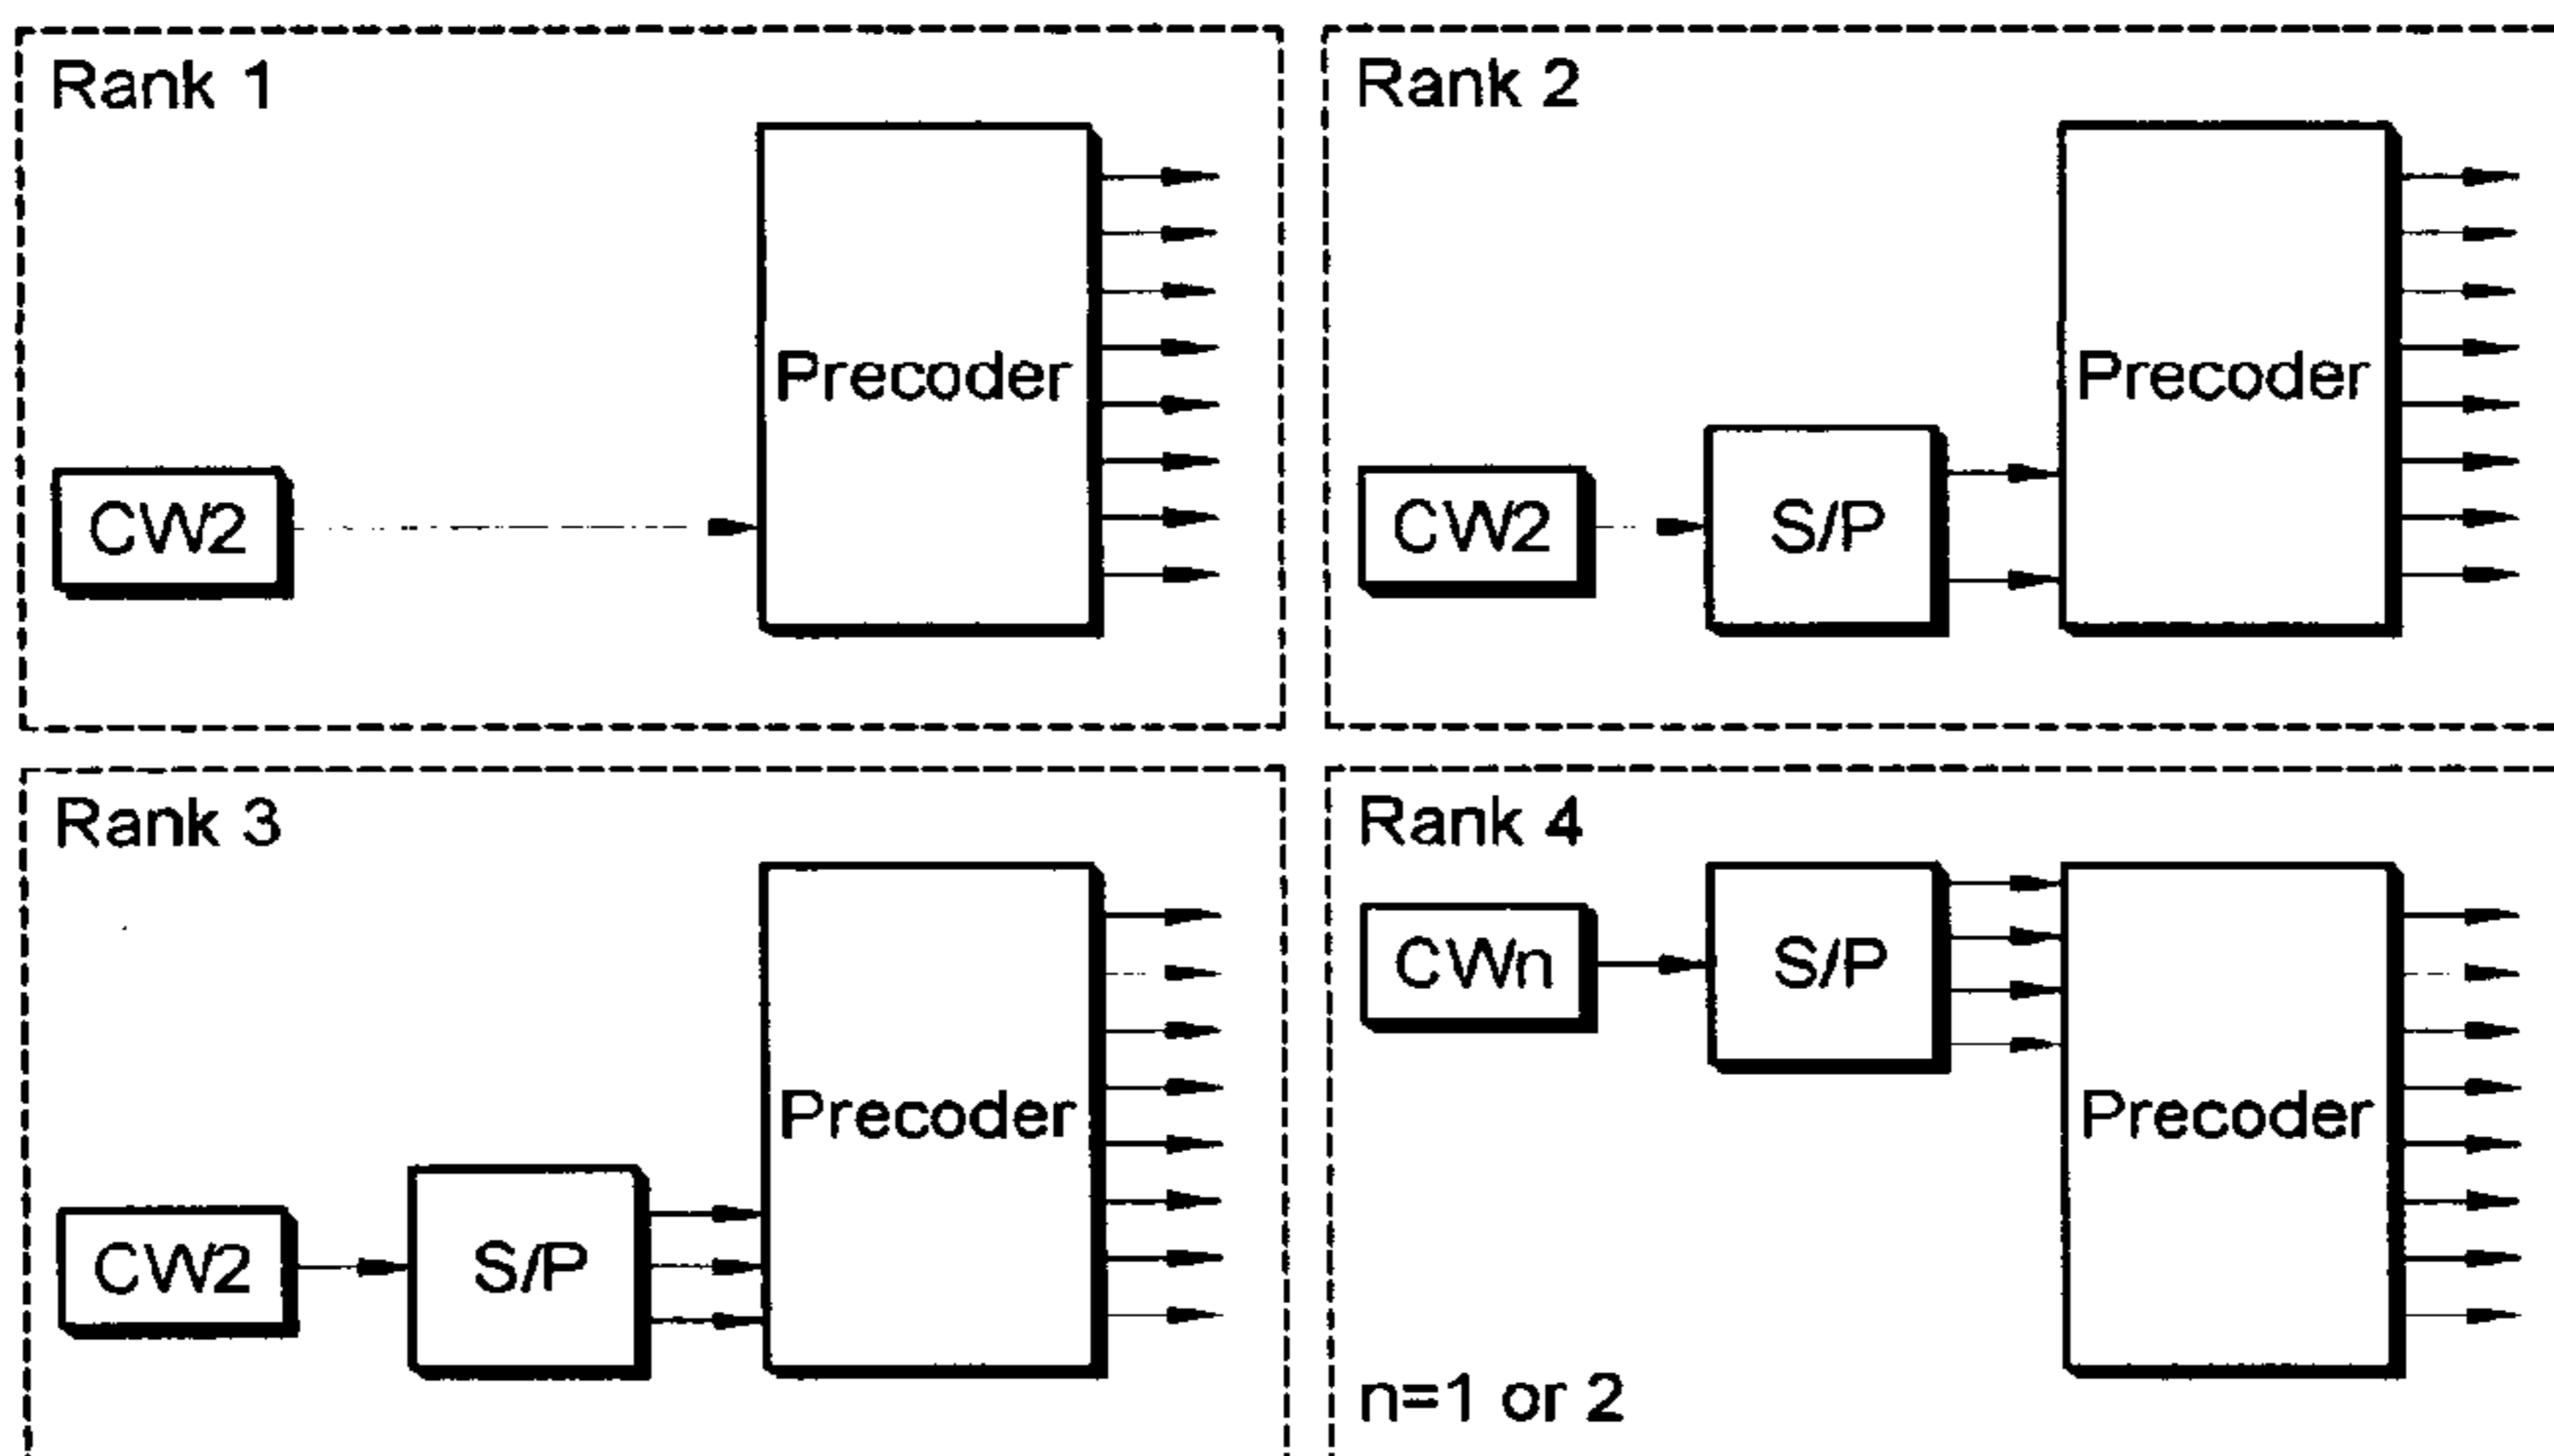 Rank 1
Precoder
CW2
Rank 2
Precoder
CW2
S/P
Rank 3
Precoder
CW2
S/P
Rank 4
CWn
S/P
Precoder
n=1 or 2